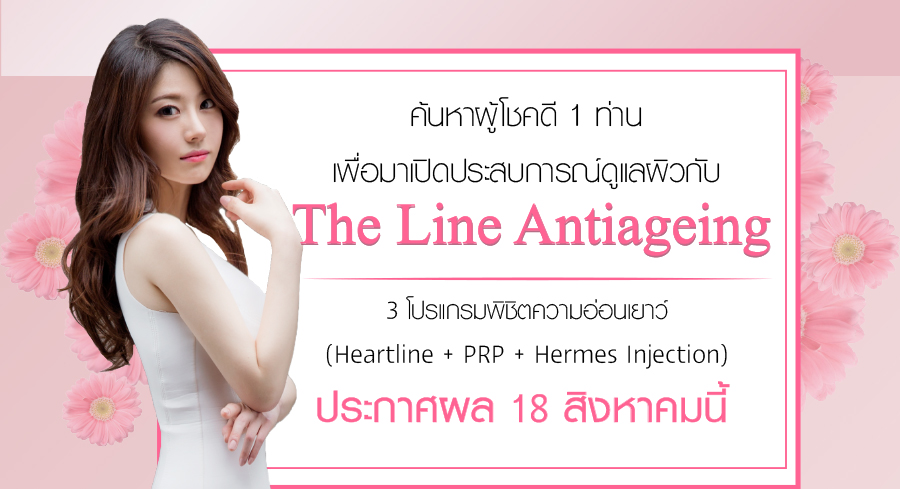 ค้นหาผู้โชคดี 1 ท่าน
เพื่อมาเปิดประสบการณ์ดูแลผิวกับ
The Line Antiageing
3 โปรแกรมพิชิตความอ่อนเยาว์
(Heartline + PRP + Hermes Injection)
ประกาศผล 18 สิงหาคมนี้